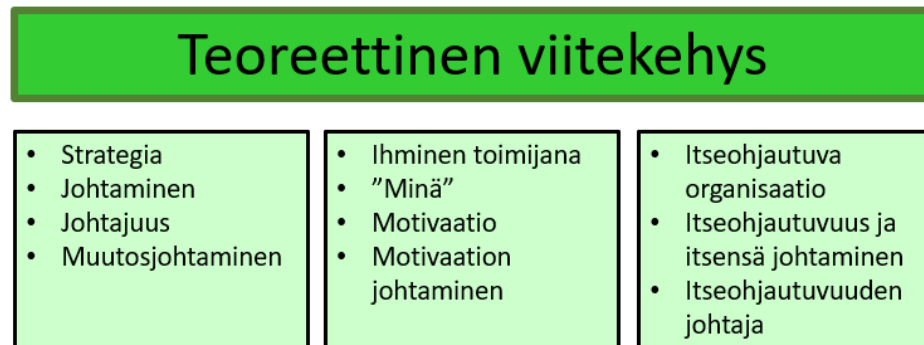 Teoreettinen viitekehys
• Strategia
• Johtaminen
• Johtajuus
• Muutosjohtaminen
• Ihminen toimijana
• ”Minä”
• Motivaatio
• Motivaation
johtaminen
• Itseohjautuva
organisaatio
• Itseohjautuvuus ja
itsensä johtaminen
• Itseohjautuvuuden
johtaja